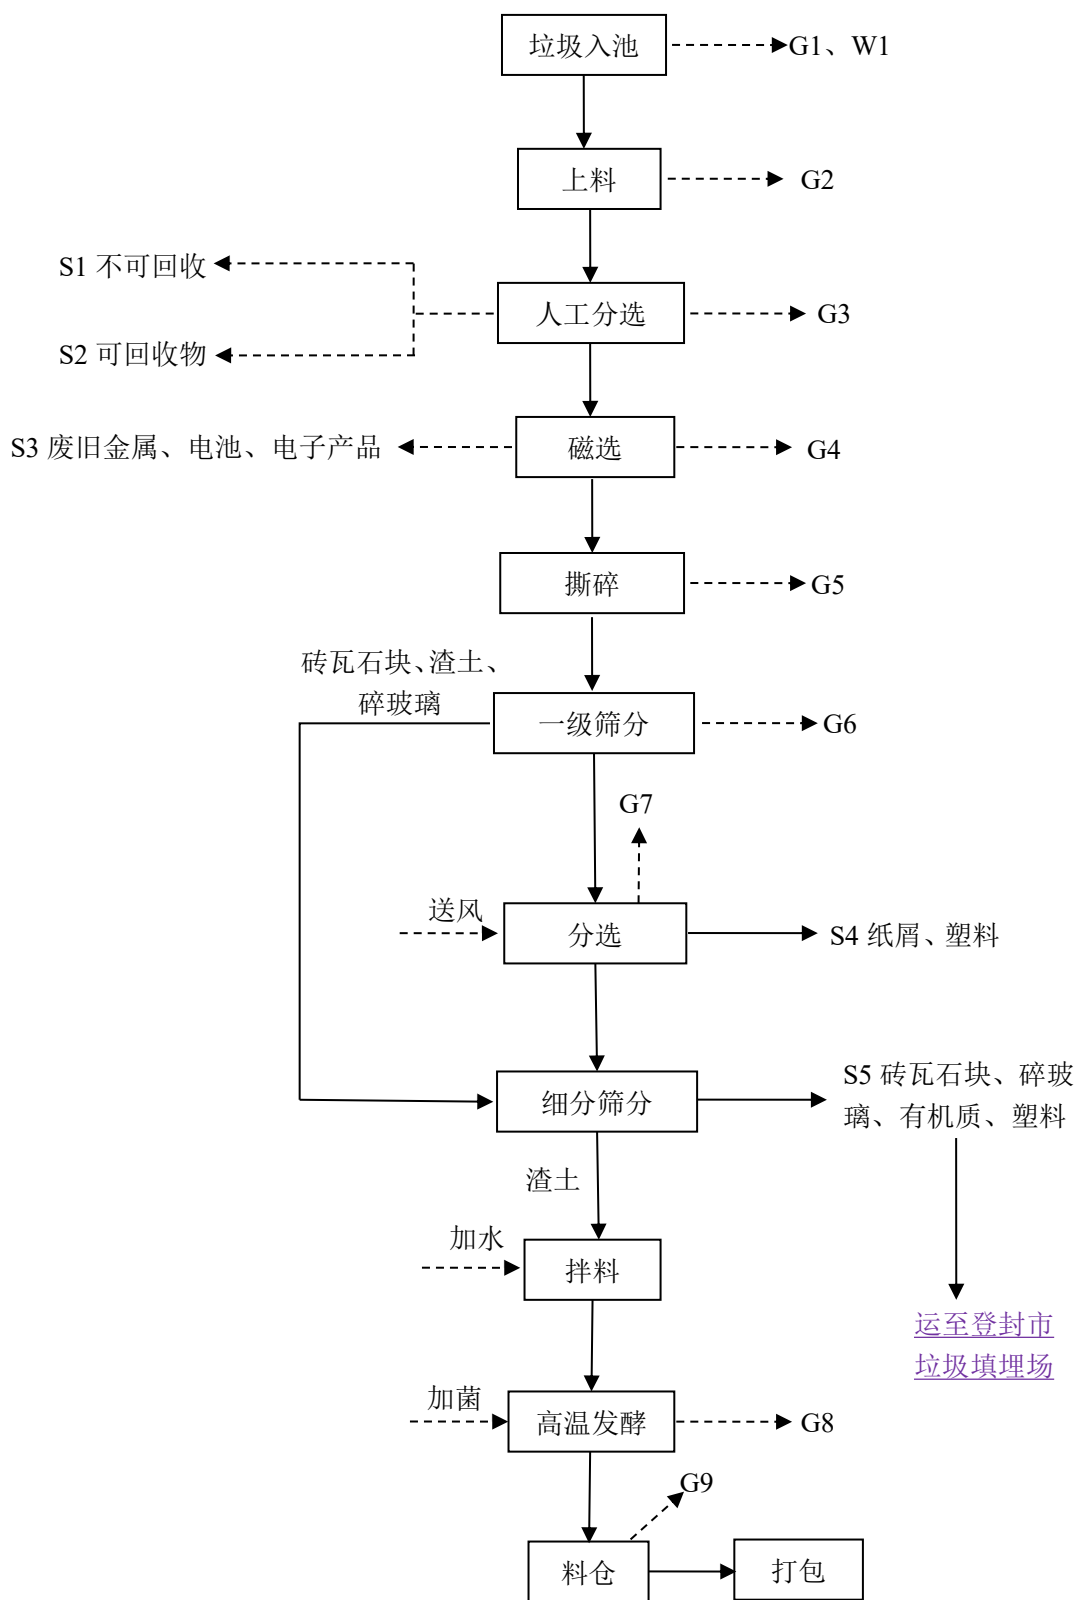 垃圾入池
G1、W1
上料
G2
S1 不可回收
人工分选
G3
S2 可回收物
S3 废旧金属、电池、电子产品
磁选
G4
撕碎
G5
砖瓦石块、渣土、
碎玻璃
一级筛分
G6
G7
送风
分选
S4 纸屑、塑料
细分筛分
S5 砖瓦石块、碎玻
璃、有机质、塑料
渣土
加水
拌料
运至登封市
垃圾填埋场
加菌
高温发酵
G8
G9
料仓
打包